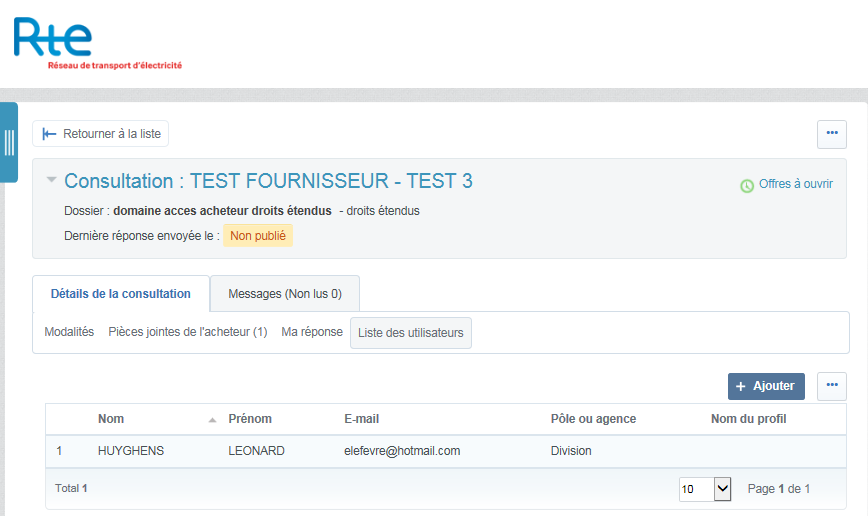 Rte
Réseau de transport d'électricité
Retourner à la liste
Consultation : TEST FOURNISSEUR - TEST 3
Offres à ouvrir
Dossier : domaine acces acheteur droits étendus - droits étendus
Dernière réponse envoyée le : Non publié
Détails de la consultation Messages (Non lus 0)
Modalités Pièces jointes de l'acheteur (1) Ma réponse Liste des utilisateurs
+ Ajouter
Nom Prénom E-mail Pôle ou agence Nom du profil
1 HUYGHENS LEONARD elefevre@hotmail.com Division
Total 1 10 Page 1 de 1